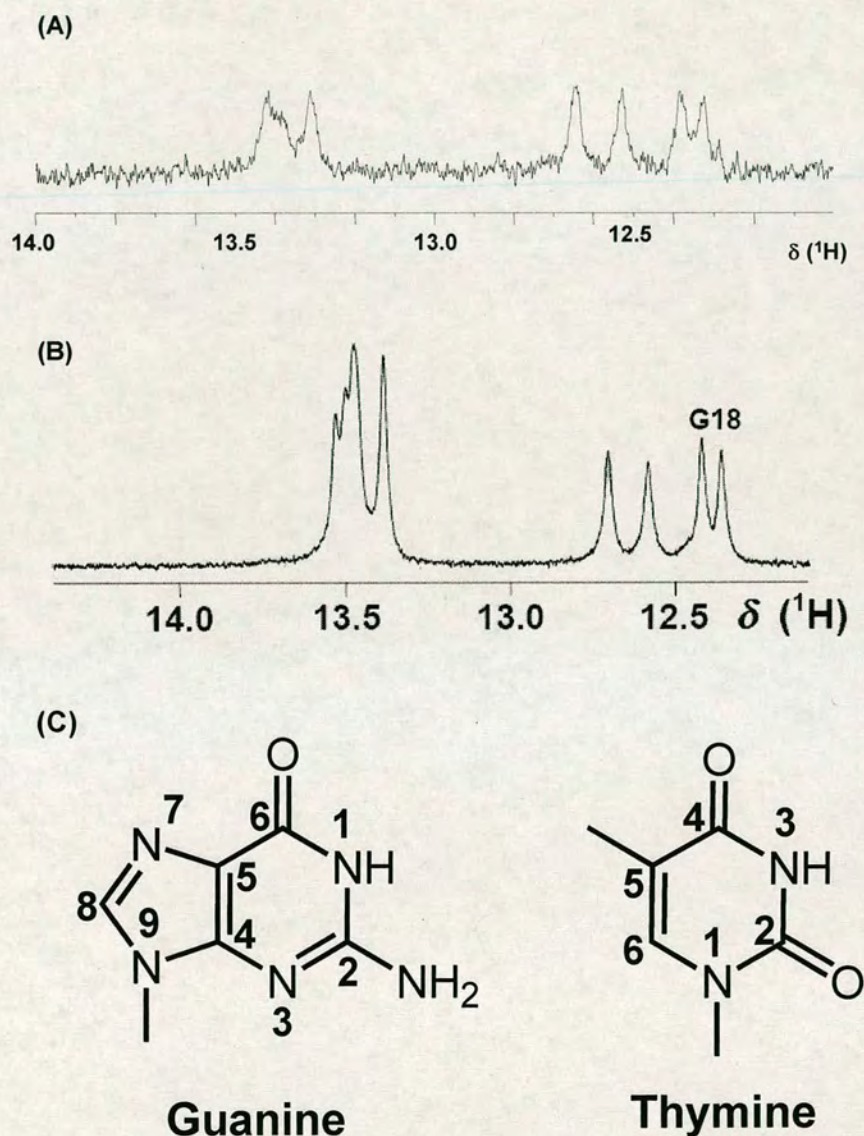 (A)
14.0 13.5 13.0 12.5 δ (¹H)
(B)
G18
14.0 13.5 13.0 12.5 δ (¹H)
(C)
O
O
7 6 1 4 3
N NH NH
5 5
8 9 4 2 6 1 2
N N NH₂ N O
3
Guanine Thymine